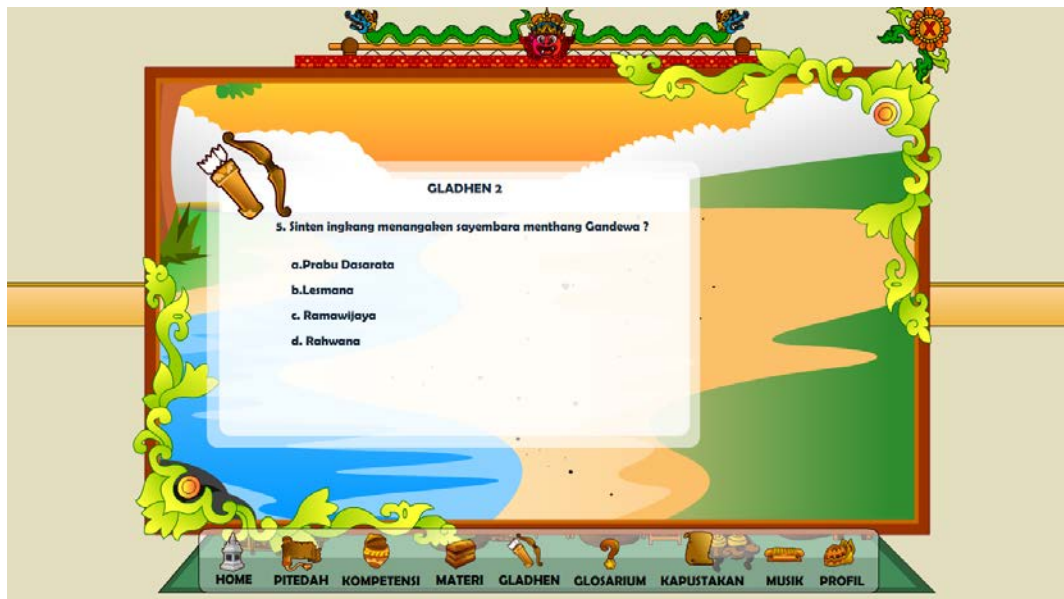 X
GLADHEN 2
5. Sinten ingkang menangaken sayembara menthang Gandewa ?
a.Prabu Dasarata
b.Lesmana
c. Ramawijaya
d. Rahwana
HOME PITEDAH KOMPETENSI MATERI GLADHEN GLOSARIUM KAPUSTAKAN MUSIK PROFIL